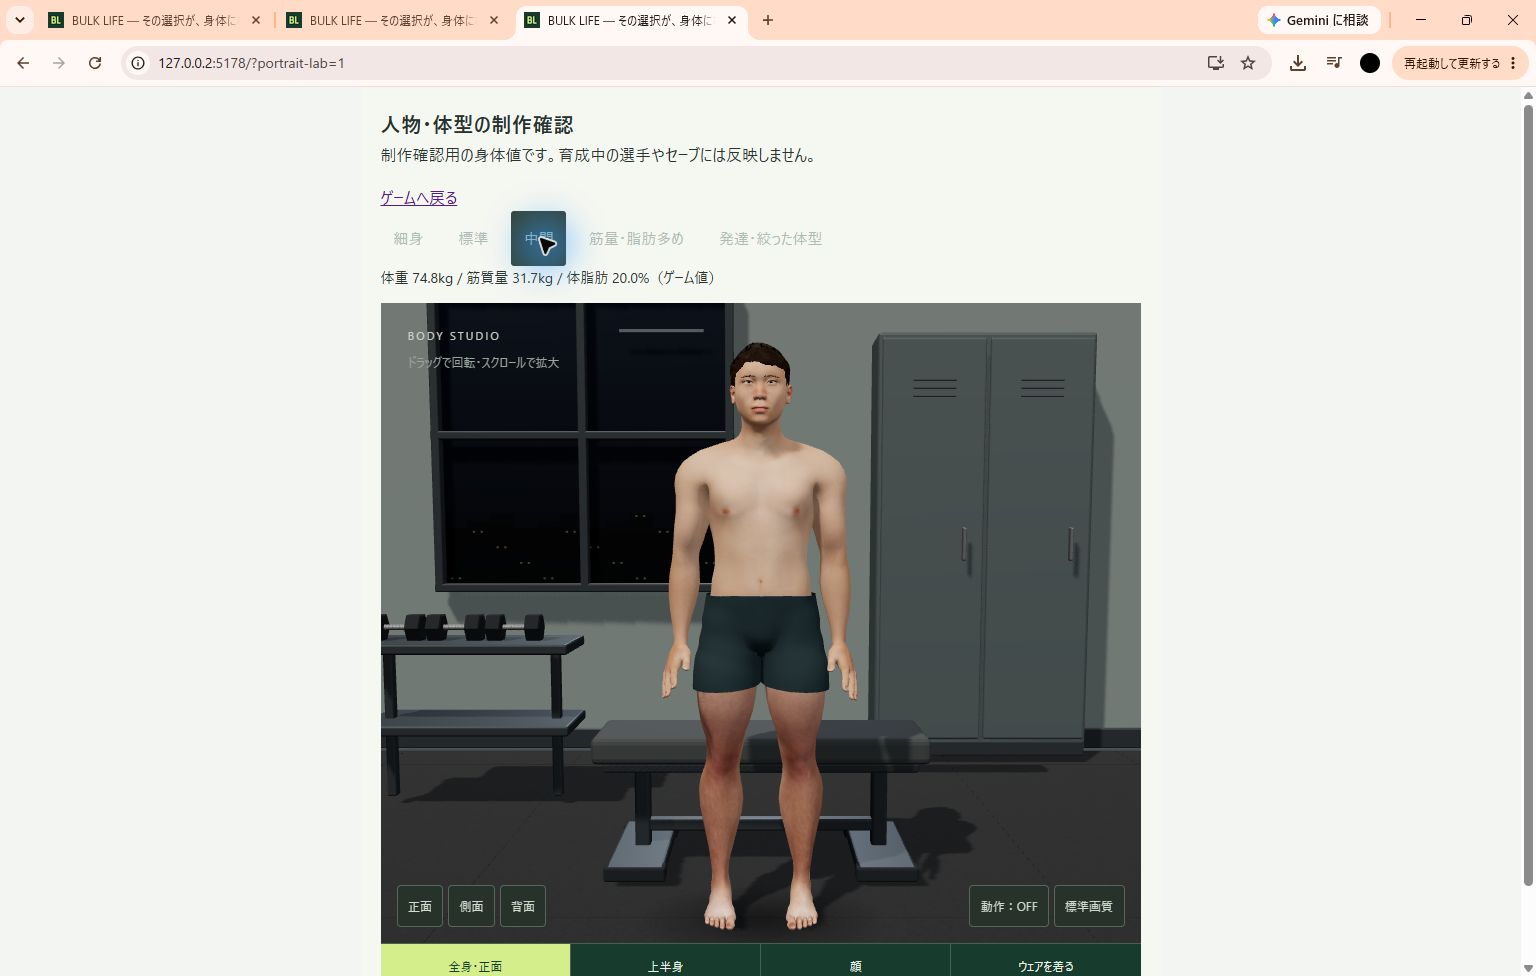 BL BULK LIFE — その選択が、身体に
BL BULK LIFE — その選択が、身体に
BL BULK LIFE — その選択が、身体に
Gemini に相談
127.0.0.2:5178/?portrait-lab=1
再起動して更新する
人物・体型の制作確認
制作確認用の身体値です。育成中の選手やセーブには反映しません。
ゲームへ戻る
細身 標準 中間 筋量・脂肪多め 発達・絞った体型
体重 74.8kg / 筋質量 31.7kg / 体脂肪 20.0%（ゲーム値）
BODY STUDIO
ドラッグで回転・スクロールで拡大
正面 側面 背面 動作：OFF 標準画質
全身・正面 上半身 顔 ウェアを着る